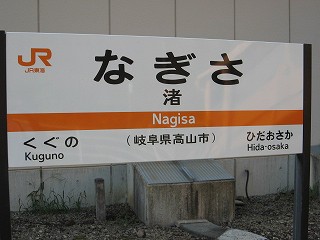 JR
JR東海
なぎさ
渚
Nagisa
くぐの
Kuguno
（岐阜県高山市）
ひだおさか
Hida-osaka